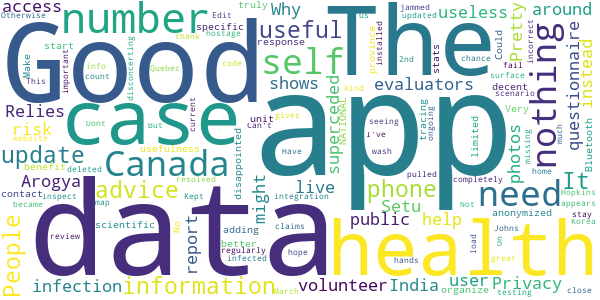 access
number
Good
The
Why
truly
Edit
Otherwise
specific
hostage
response
useful
Make
start
province
thank
This
info
count
Quebec
code
disconcerting
important
current
But
website
Relies
self
shows
evaluators
case
app
jammed
updated
us
installed
2nd
stats
Could
chance
fail
incorrect
useless
Pretty
surface
scenario
decent
unit
tracing
ongoing
Very
photos
missing
home
nothing
questionnaire
Bluetooth
instead
much
risk
update
benefit
deleted
map
Dont
Canada
usefulness
gives
resolved
Can't
Kept
disappointed
superceded
NATIONAL
Kind
i've
seeing
Have
wash
limited
pulled
completely
It
Hopkins
appears
stay
Korea
close
Arogya
contact
inspect
became
People
scientific
review
advice
No
might
live
phone
need
Setu
anonymized
Not
Un
Johns
great
data
report
adding
better
regularly
claims
infected
hope
integration
March
public
help
hands
load
health
infection
information
volunteer
India
user
Privacy
organize
testing